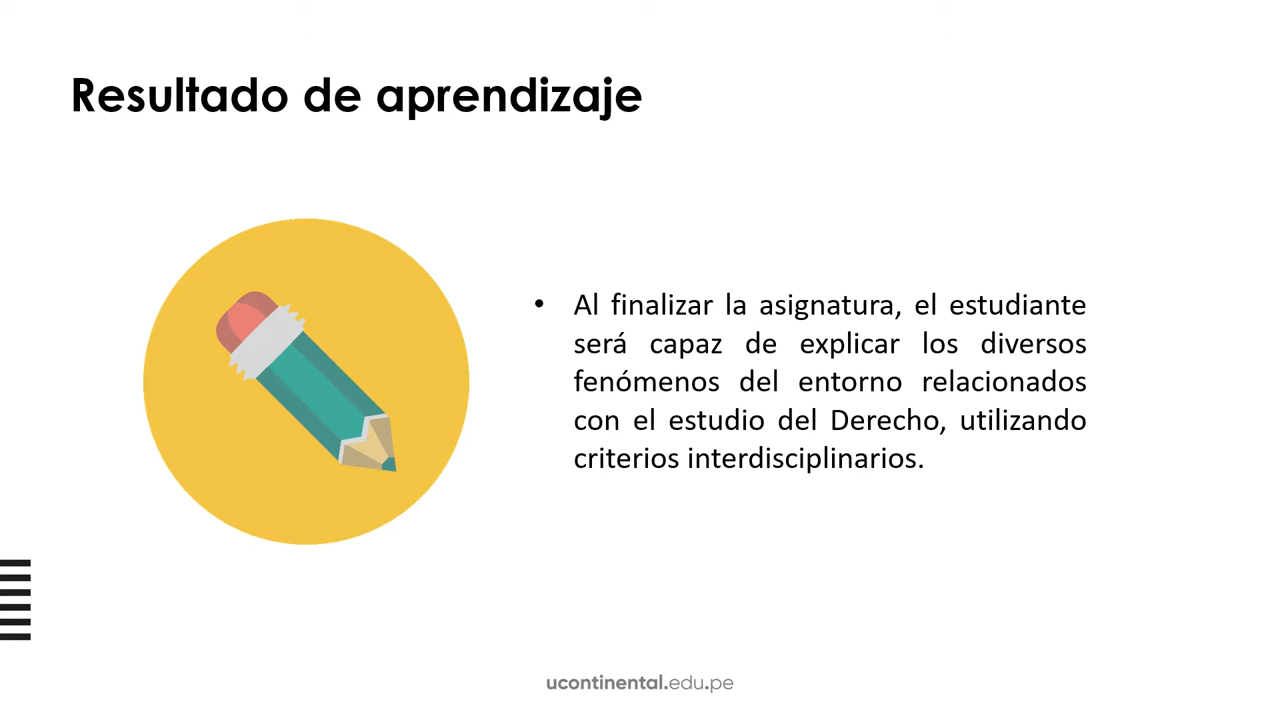 Resultado de aprendizaje
• Al finalizar la asignatura, el estudiante
será capaz de explicar los diversos
fenómenos del entorno relacionados
con el estudio del Derecho, utilizando
criterios interdisciplinarios.
ucontinental.edu.pe